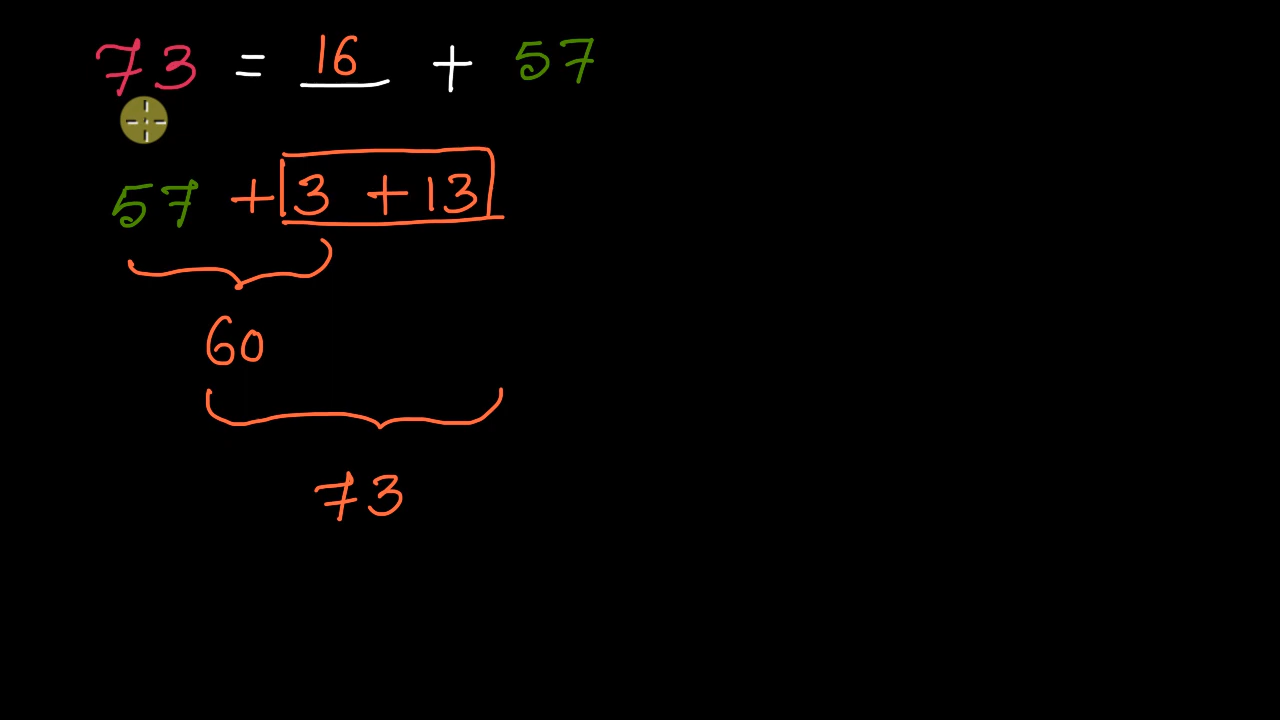 73 = 16 + 57
57 + 3 + 13
60
73